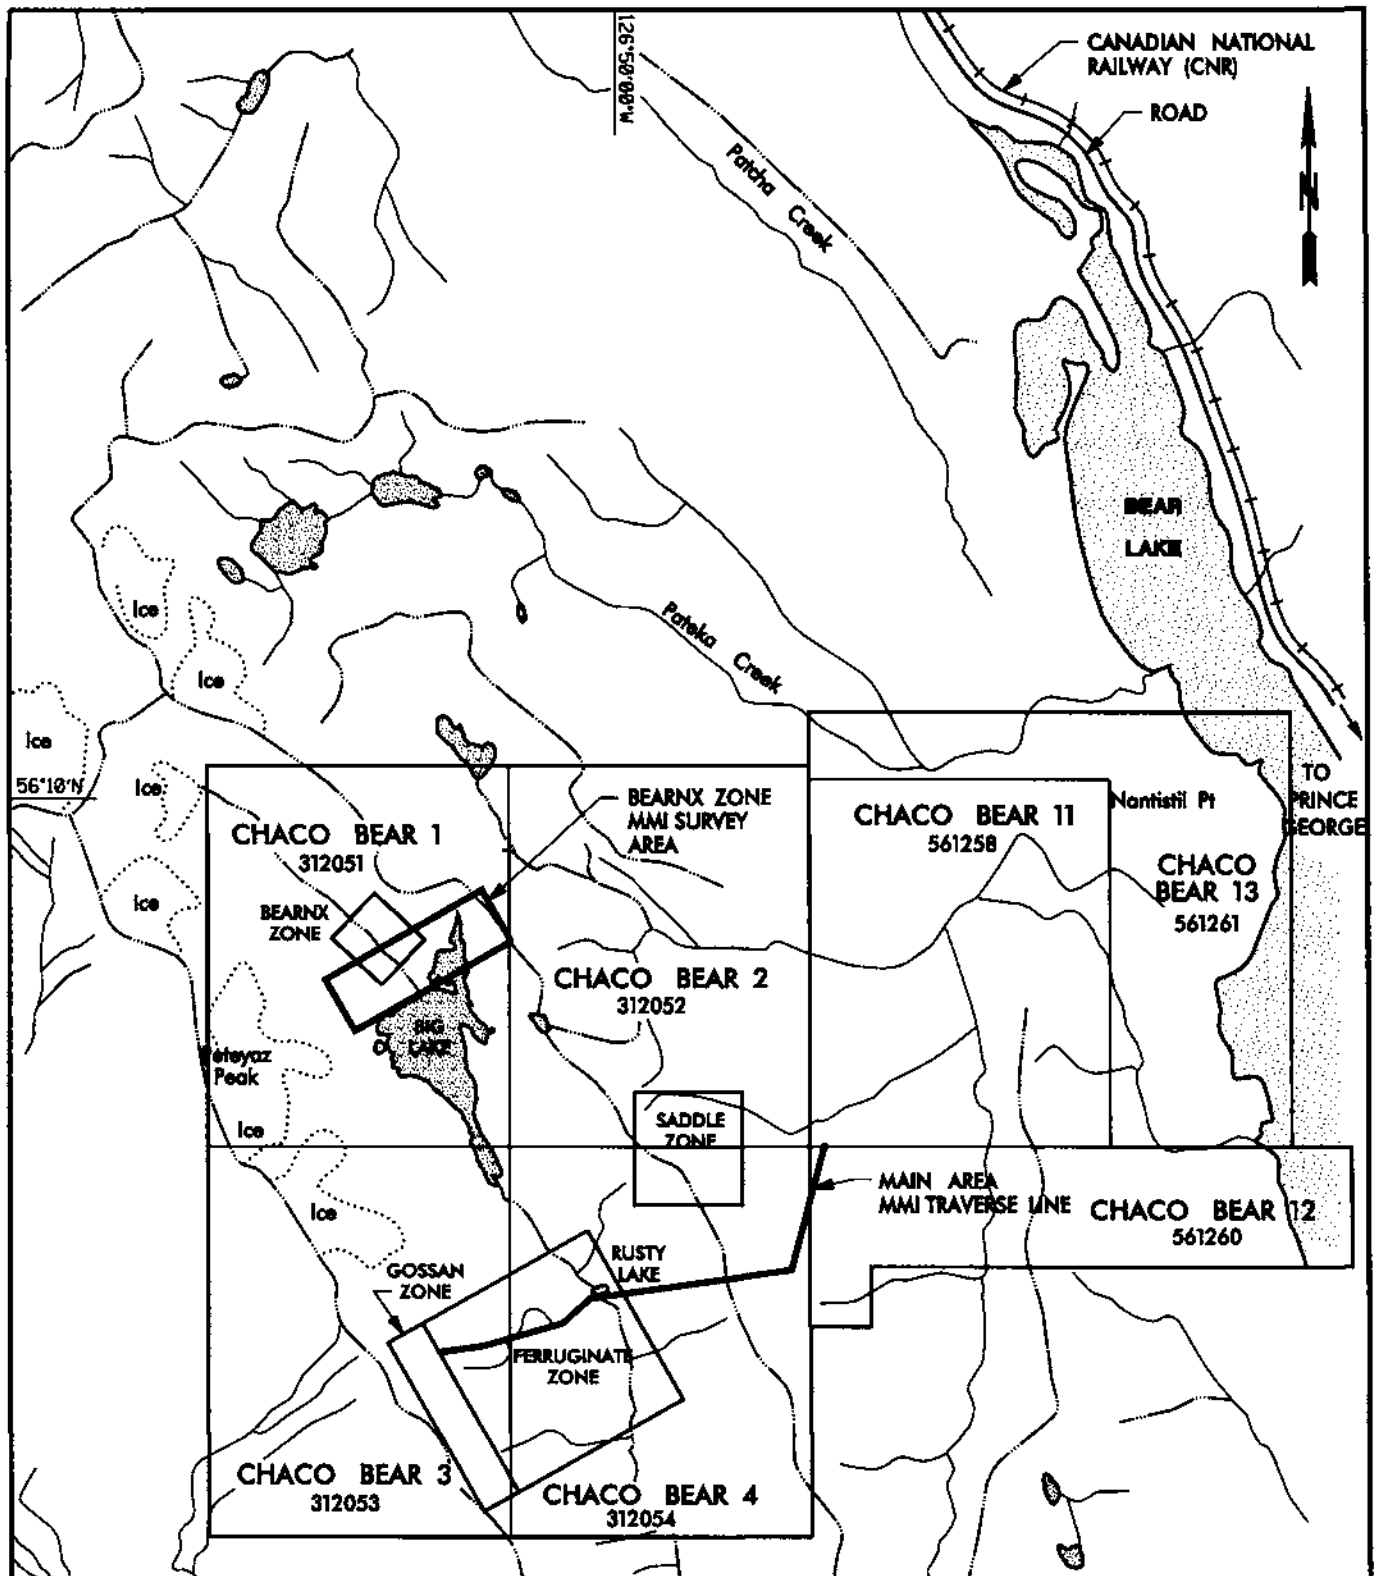 126°50'00"W
CANADIAN NATIONAL
RAILWAY (CNR)
ROAD
N
Patcha Creek
BEAR
LAKE
Ice
Pateka Creek
Ice
Ice
56°10'N
Ice
BEARNX ZONE
MMI SURVEY
AREA
CHACO BEAR 1
312051
CHACO BEAR 11
561258
Nantistil Pt
TO
PRINCE
GEORGE
CHACO
BEAR 13
561261
Ice
BEARNX
ZONE
CHACO BEAR 2
312052
BIG
LAKE
Peteyaz
Peak
Ice
SADDLE
ZONE
MAIN AREA
MMI TRAVERSE LINE
CHACO BEAR 12
561260
Ice
GOSSAN
ZONE
RUSTY
LAKE
FERRUGINATE
ZONE
CHACO BEAR 3
312053
CHACO BEAR 4
312054